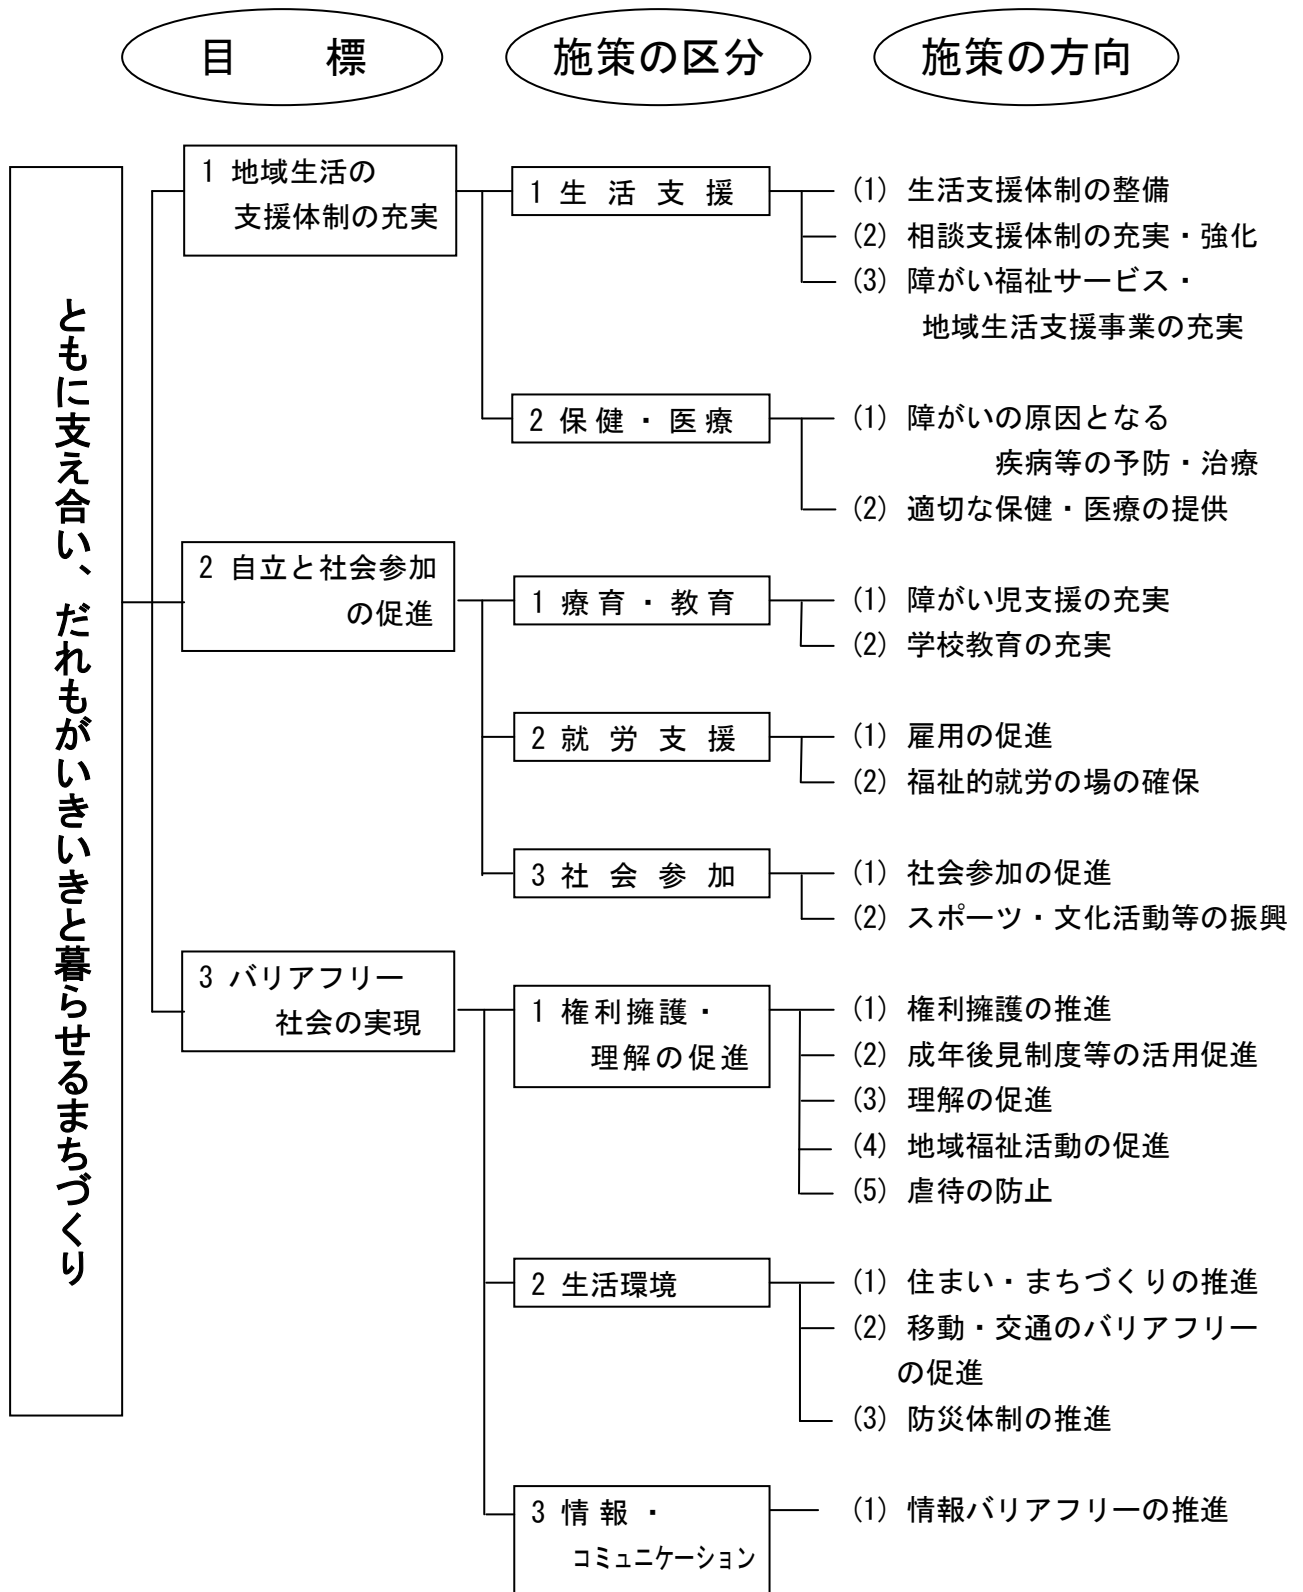 目　標
施策の区分
施策の方向
ともに支え合い、だれもがいきいきと暮らせるまちづくり
1 地域生活の
支援体制の充実
1 生活支援
(1) 生活支援体制の整備
(2) 相談支援体制の充実・強化
(3) 障がい福祉サービス・
地域生活支援事業の充実
2 保健・医療
(1) 障がいの原因となる
疾病等の予防・治療
(2) 適切な保健・医療の提供
2 自立と社会参加
の促進
1 療育・教育
(1) 障がい児支援の充実
(2) 学校教育の充実
2 就労支援
(1) 雇用の促進
(2) 福祉的就労の場の確保
3 社会参加
(1) 社会参加の促進
(2) スポーツ・文化活動等の振興
3 バリアフリー
社会の実現
1 権利擁護・
理解の促進
(1) 権利擁護の推進
(2) 成年後見制度等の活用促進
(3) 理解の促進
(4) 地域福祉活動の促進
(5) 虐待の防止
2 生活環境
(1) 住まい・まちづくりの推進
(2) 移動・交通のバリアフリー
の促進
(3) 防災体制の推進
3 情報・
コミュニケーション
(1) 情報バリアフリーの推進